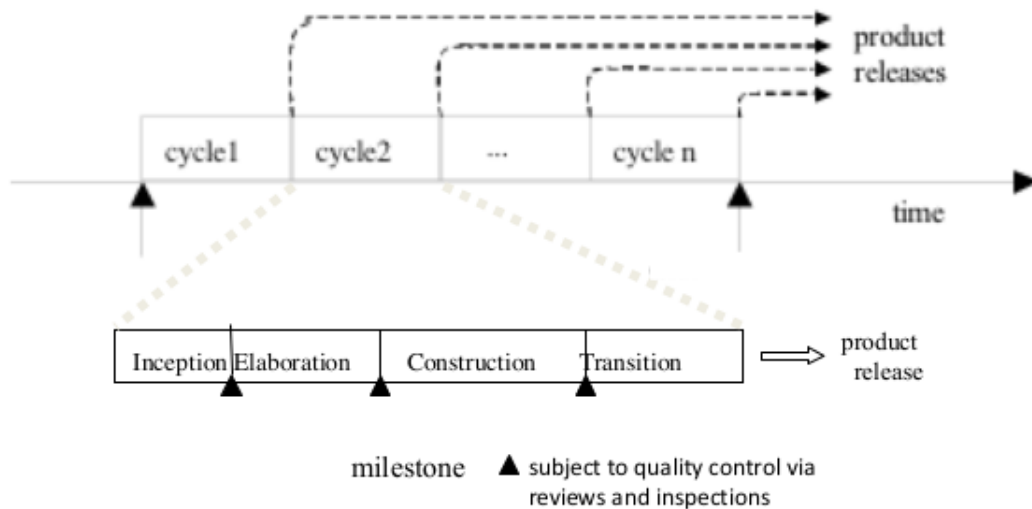 product
releases
cycle1
cycle2
...
cycle n
time
Inception
Elaboration
Construction
Transition
product
release
milestone
subject to quality control via
reviews and inspections